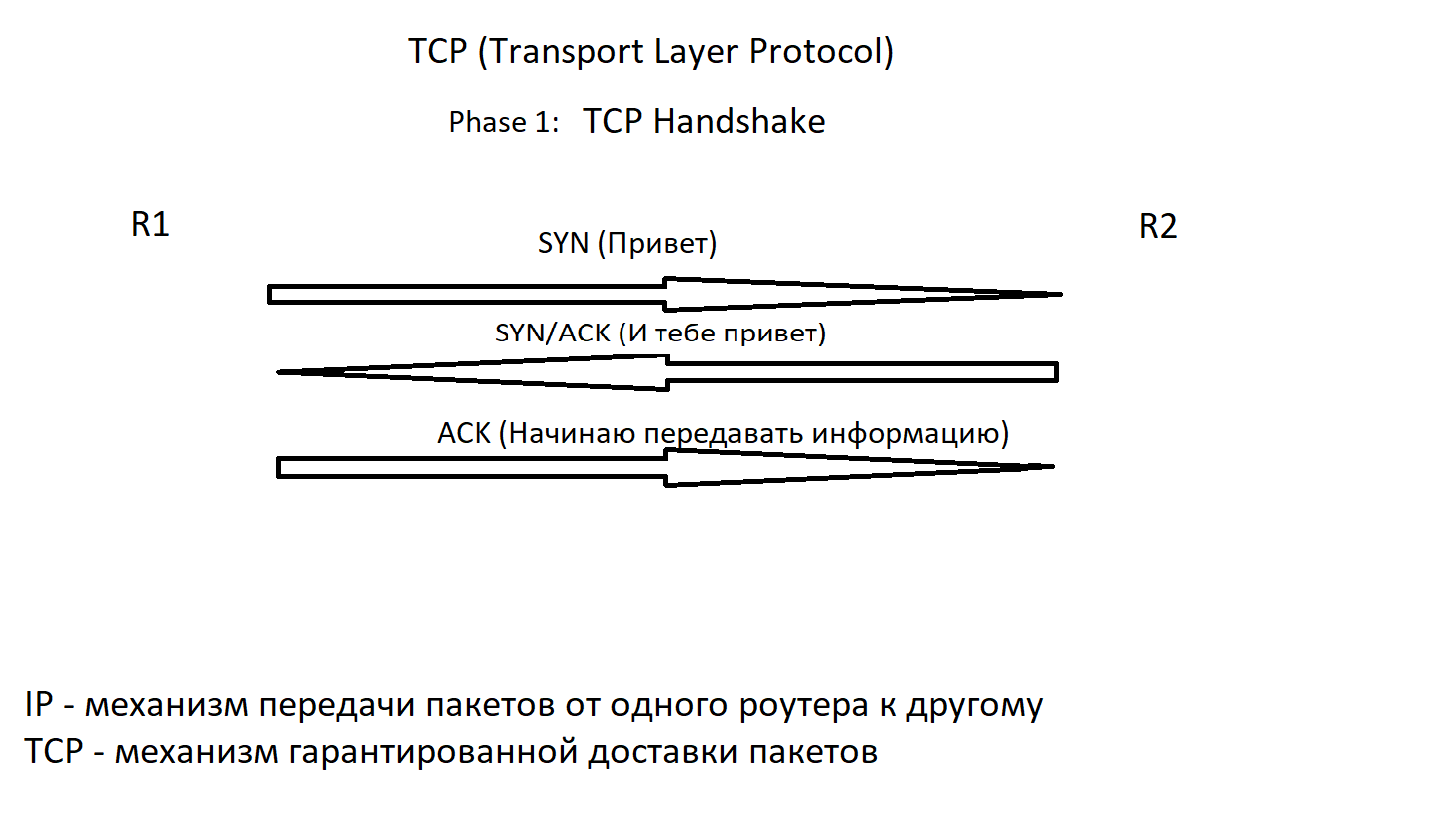 TCP (Transport Layer Protocol)
Phase 1: TCP Handshake
R1
R2
SYN (Привет)
SYN/ACK (И тебе привет)
ACK (Начинаю передавать информацию)
IP - механизм передачи пакетов от одного роутера к другому
TCP - механизм гарантированной доставки пакетов